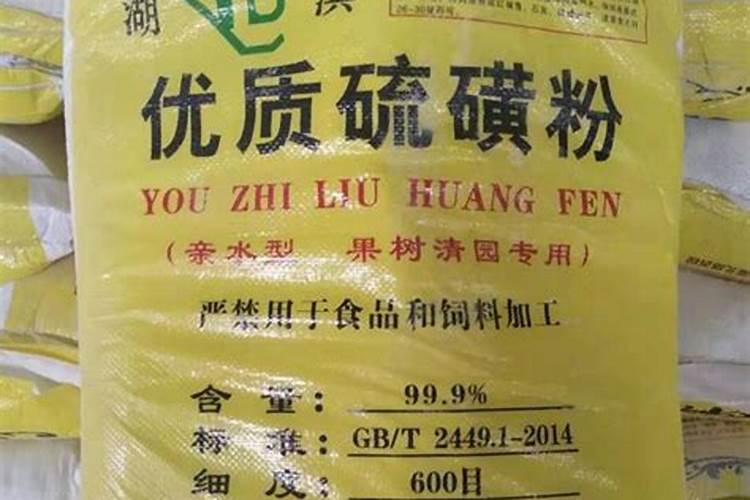 湖 滨
优质硫磺粉
YOU ZHI LIU HUANG FEN
(亲水型 果树清园专用)
严禁用于食品和饲料加工
含 量: 99.9%
标 准: GB/T 2449.1-2014
细 度: 600目